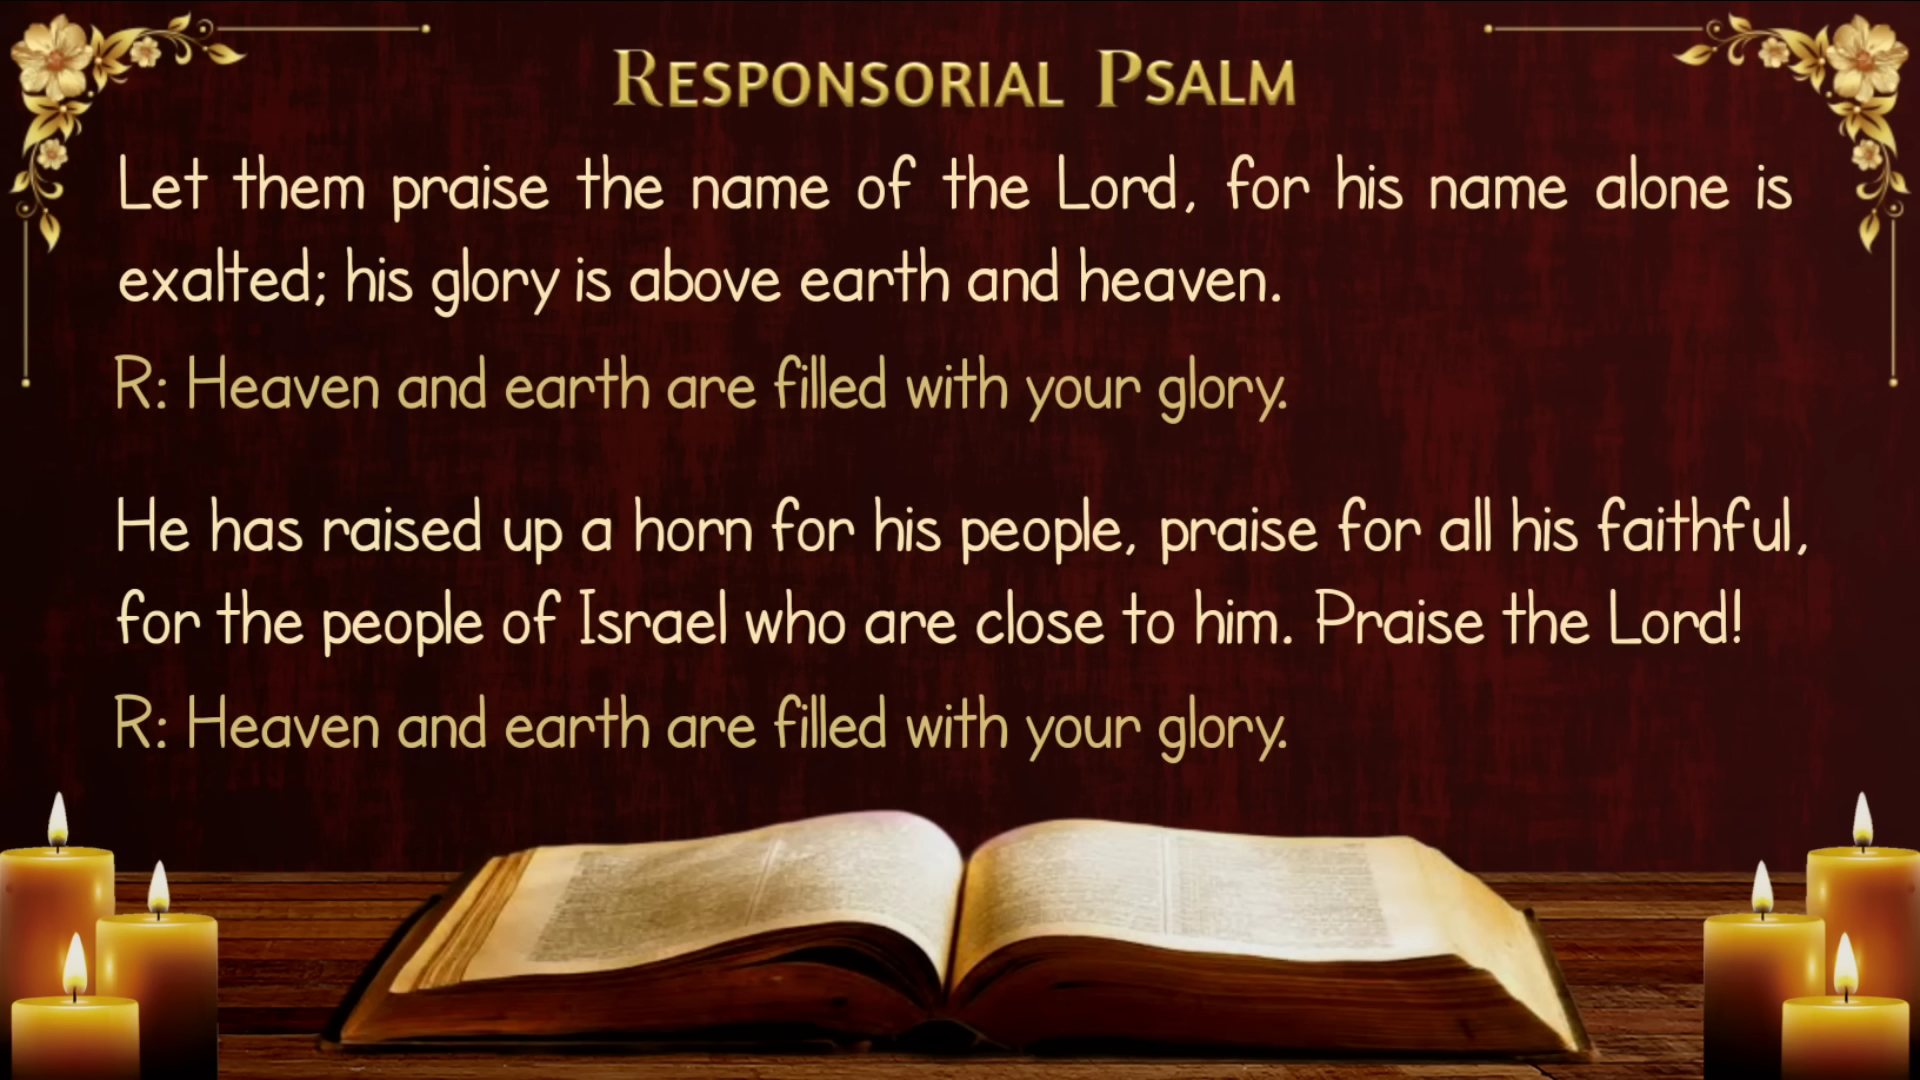 Responsorial Psalm
Let them praise the name of the Lord, for his name alone is
exalted; his glory is above earth and heaven.
R: Heaven and earth are filled with your glory.
He has raised up a horn for his people, praise for all his faithful,
for the people of Israel who are close to him. Praise the Lord!
R: Heaven and earth are filled with your glory.